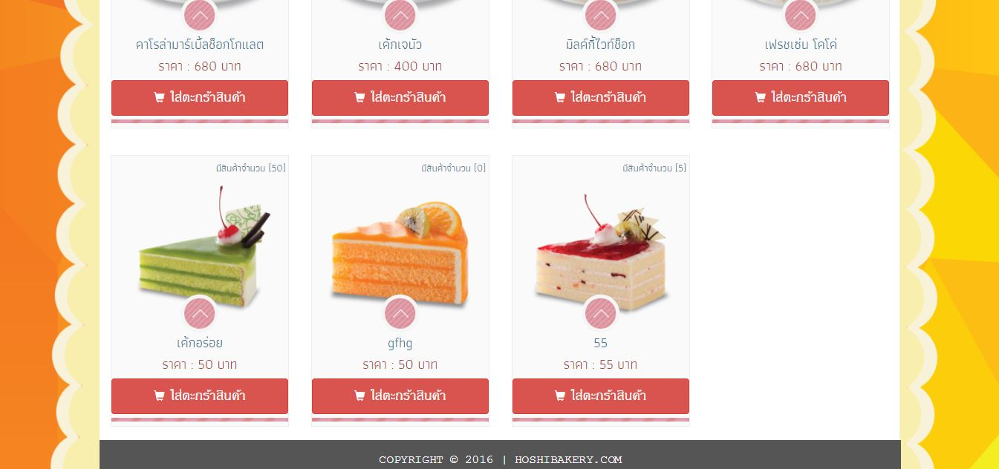 คาโรล่ามาร์เบิ้ลช็อกโกแลต
ราคา : 680 บาท
ใส่ตะกร้าสินค้า
เค้กเจนัว
ราคา : 400 บาท
ใส่ตะกร้าสินค้า
มิลค์กี้ไวท์ช็อก
ราคา : 680 บาท
ใส่ตะกร้าสินค้า
เฟรชเซ่น โคโค่
ราคา : 680 บาท
ใส่ตะกร้าสินค้า
มีสินค้าจำนวน (50)
เค้กอร่อย
ราคา : 50 บาท
ใส่ตะกร้าสินค้า
มีสินค้าจำนวน (0)
gfhg
ราคา : 50 บาท
ใส่ตะกร้าสินค้า
มีสินค้าจำนวน (5)
55
ราคา : 55 บาท
ใส่ตะกร้าสินค้า
COPYRIGHT © 2016 | HOSHIBAKERY.COM